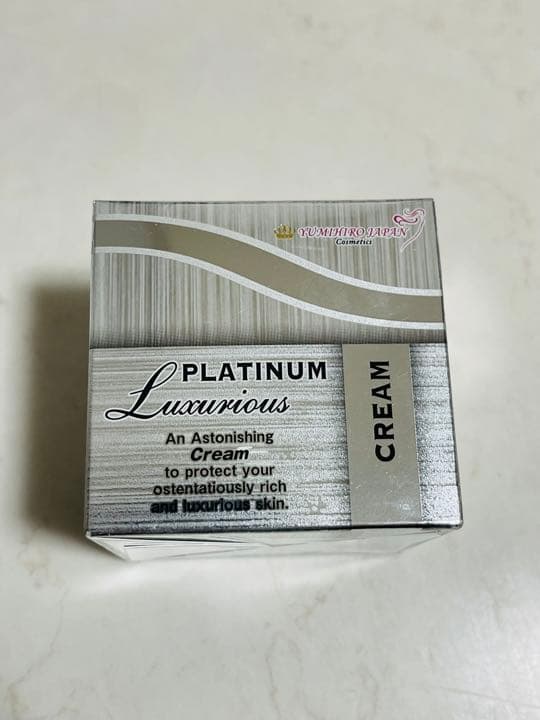 YUMIHIRO JAPAN
Cosmetics
PLATINUM
Luxurious
An Astonishing
Cream
to protect your
ostentatiously rich
and luxurious skin.
CREAM